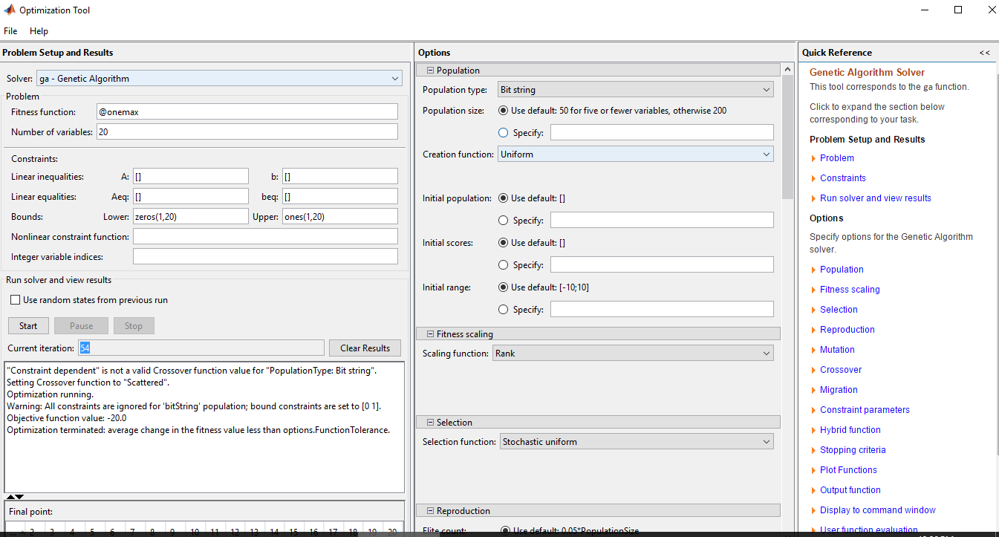 Optimization Tool
File Help
Problem Setup and Results
Solver: ga - Genetic Algorithm
Problem
Fitness function: @onemax
Number of variables: 20
Constraints:
Linear inequalities: A: [] b: []
Linear equalities: Aeq: [] beq: []
Bounds: Lower: zeros(1,20) Upper: ones(1,20)
Nonlinear constraint function:
Integer variable indices:
Run solver and view results
Use random states from previous run
Start Pause Stop
Current iteration: 54 Clear Results
"Constraint dependent" is not a valid Crossover function value for "PopulationType: Bit string".
Setting Crossover function to "Scattered".
Optimization running.
Warning: All constraints are ignored for 'bitString' population; bound constraints are set to [0 1].
Objective function value: -20.0
Optimization terminated: average change in the fitness value less than options.FunctionTolerance.
Final point:
2 3 4 5 6 7 8 9 10 11 12 13 14 15 16 17 18 19 20
Options
Population
Population type: Bit string
Population size: Use default: 50 for five or fewer variables, otherwise 200
Specify:
Creation function: Uniform
Initial population: Use default: []
Specify:
Initial scores: Use default: []
Specify:
Initial range: Use default: [-10;10]
Specify:
Fitness scaling
Scaling function: Rank
Selection
Selection function: Stochastic uniform
Reproduction
Elite count: Use default: 0.05*PopulationSize
Quick Reference <<
Genetic Algorithm Solver
This tool corresponds to the ga function.
Click to expand the section below
corresponding to your task.
Problem Setup and Results
Problem
Constraints
Run solver and view results
Options
Specify options for the Genetic Algorithm
solver.
Population
Fitness scaling
Selection
Reproduction
Mutation
Crossover
Migration
Constraint parameters
Hybrid function
Stopping criteria
Plot Functions
Output function
Display to command window
User function evaluation